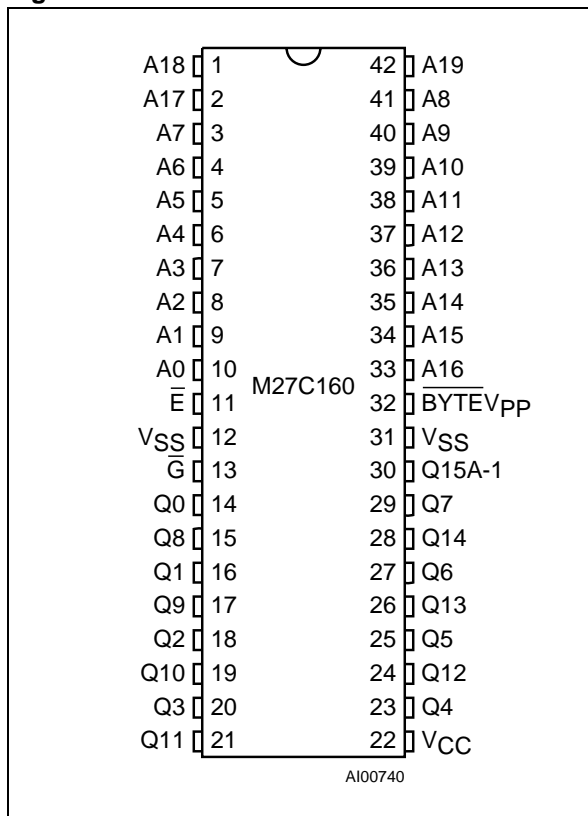 A18 1 42 A19
A17 2 41 A8
A7 3 40 A9
A6 4 39 A10
A5 5 38 A11
A4 6 37 A12
A3 7 36 A13
A2 8 35 A14
A1 9 34 A15
A0 10 33 A16
M27C160
E̅ 11 32 B̅Y̅T̅E̅VPP
VSS 12 31 VSS
G̅ 13 30 Q15A-1
Q0 14 29 Q7
Q8 15 28 Q14
Q1 16 27 Q6
Q9 17 26 Q13
Q2 18 25 Q5
Q10 19 24 Q12
Q3 20 23 Q4
Q11 21 22 VCC
AI00740